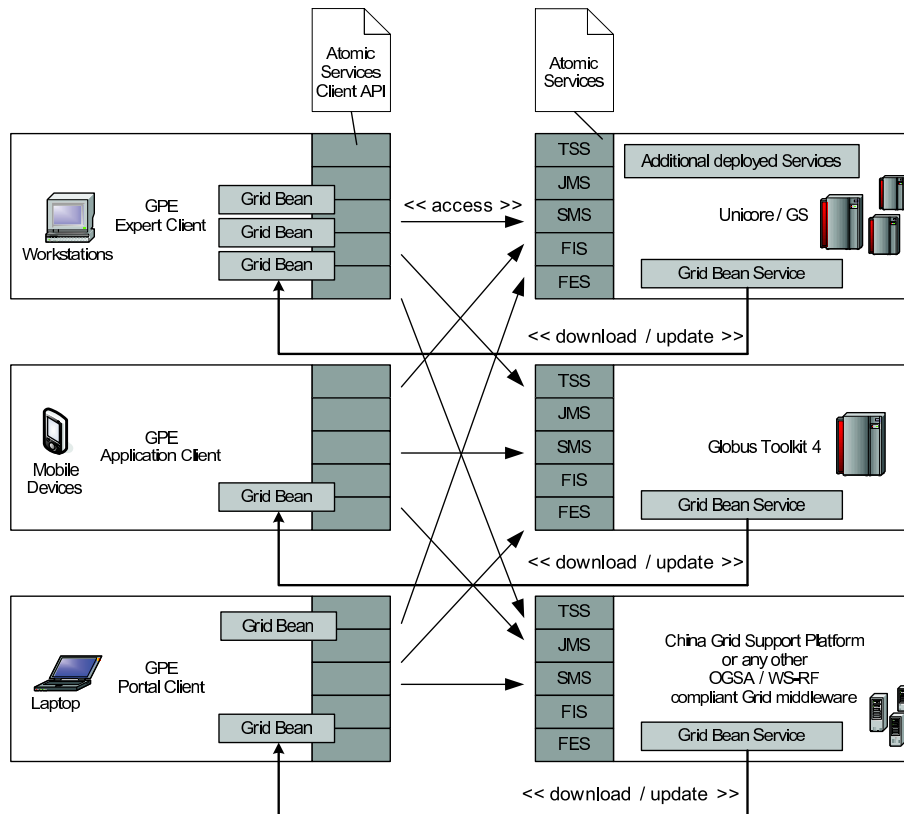 Atomic
Services
Client API
Atomic
Services
GPE
Expert Client
Workstations
Grid Bean
Grid Bean
Grid Bean
<< access >>
TSS
JMS
SMS
FIS
FES
Additional deployed Services
Unicore / GS
Grid Bean Service
<< download / update >>
GPE
Application Client
Mobile
Devices
Grid Bean
TSS
JMS
SMS
FIS
FES
Globus Toolkit 4
Grid Bean Service
<< download / update >>
Grid Bean
GPE
Portal Client
Laptop
Grid Bean
TSS
JMS
SMS
FIS
FES
China Grid Support Platform
or any other
OGSA / WS-RF
compliant Grid middleware
Grid Bean Service
<< download / update >>